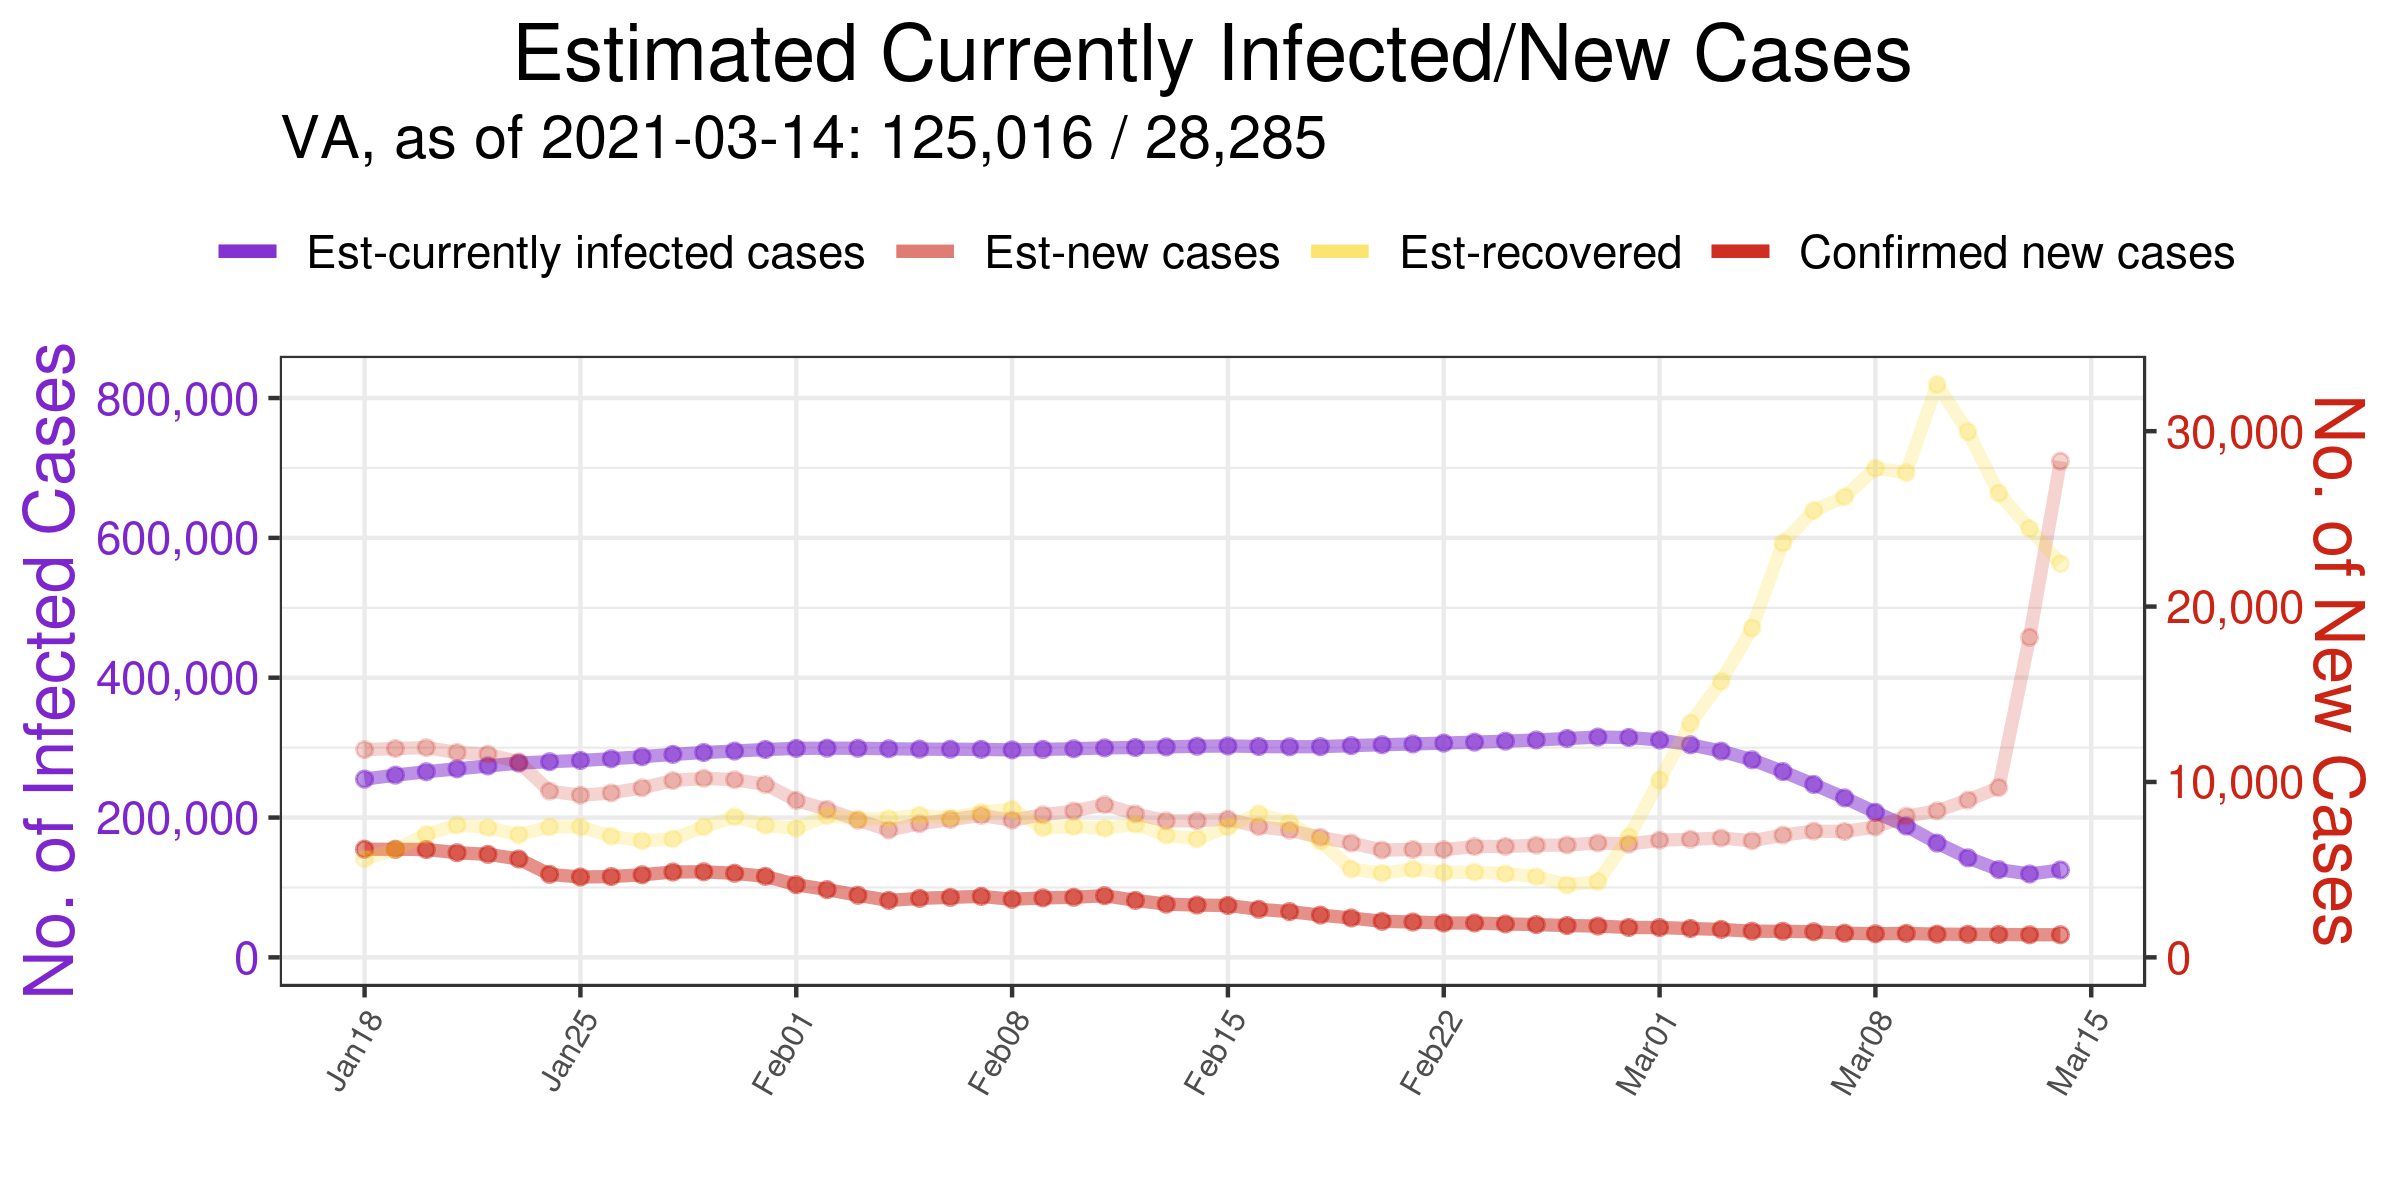 Estimated Currently Infected/New Cases
VA, as of 2021-03-14: 125,016 / 28,285
Est-currently infected cases Est-new cases Est-recovered Confirmed new cases
No. of Infected Cases
800,000
600,000
400,000
200,000
0
30,000
20,000
10,000
0
No. of New Cases
Jan18 Jan25 Feb01 Feb08 Feb15 Feb22 Mar01 Mar08 Mar15